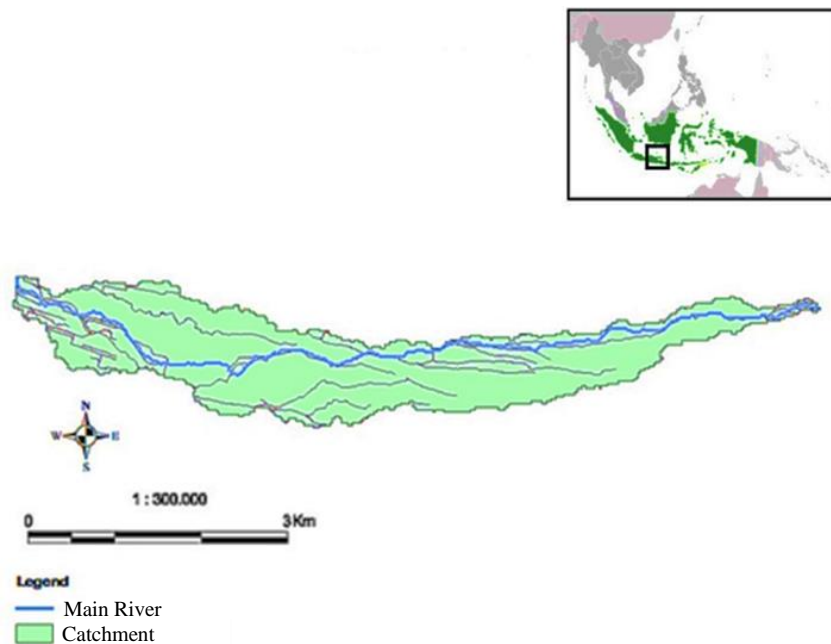 N
W E
S
1 : 300.000
0 3 Km
Legend
Main River
Catchment